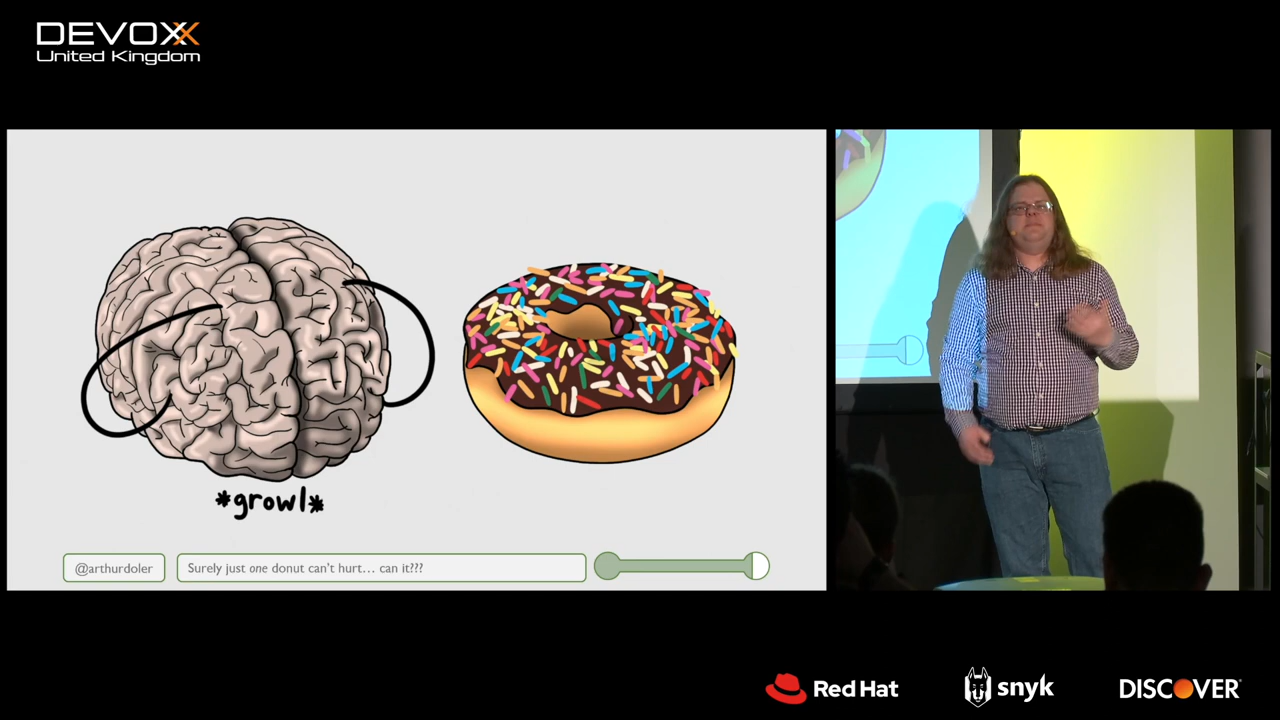 DEVOXX
United Kingdom
*growl*
@arthurdoler
Surely just one donut can't hurt... can it???
Red Hat
snyk
DISCOVER